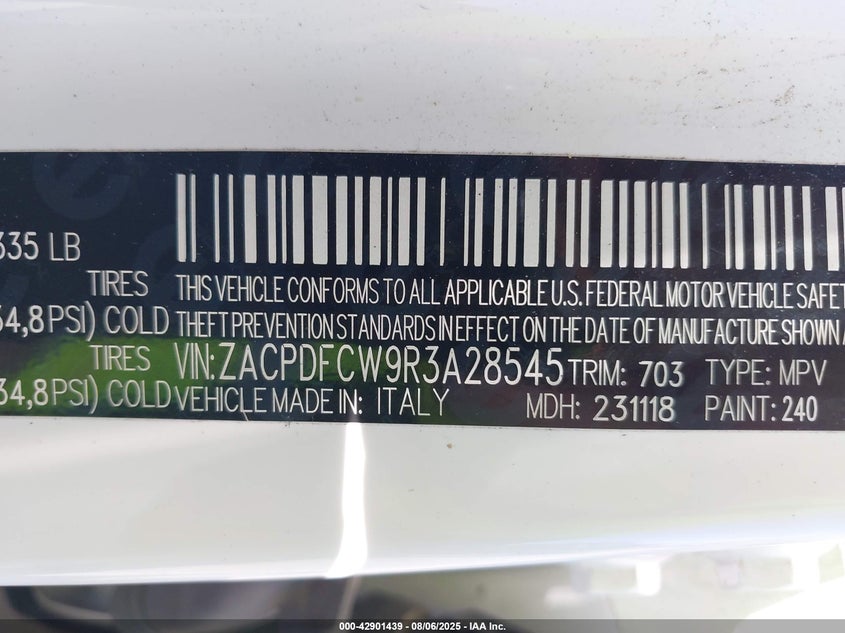 335 LB
TIRES THIS VEHICLE CONFORMS TO ALL APPLICABLE U.S. FEDERAL MOTOR VEHICLE SAFET
34,8PSI) COLD THEFT PREVENTION STANDARDS IN EFFECT ON THE DATE OF MANUFACTURE SHOWN
TIRES VIN:ZACPDFCW9R3A28545 TRIM: 703 TYPE: MPV
34,8PSI) COLD VEHICLE MADE IN: ITALY MDH: 231118 PAINT: 240
000-42901439 - 08/06/2025 - IAA Inc.